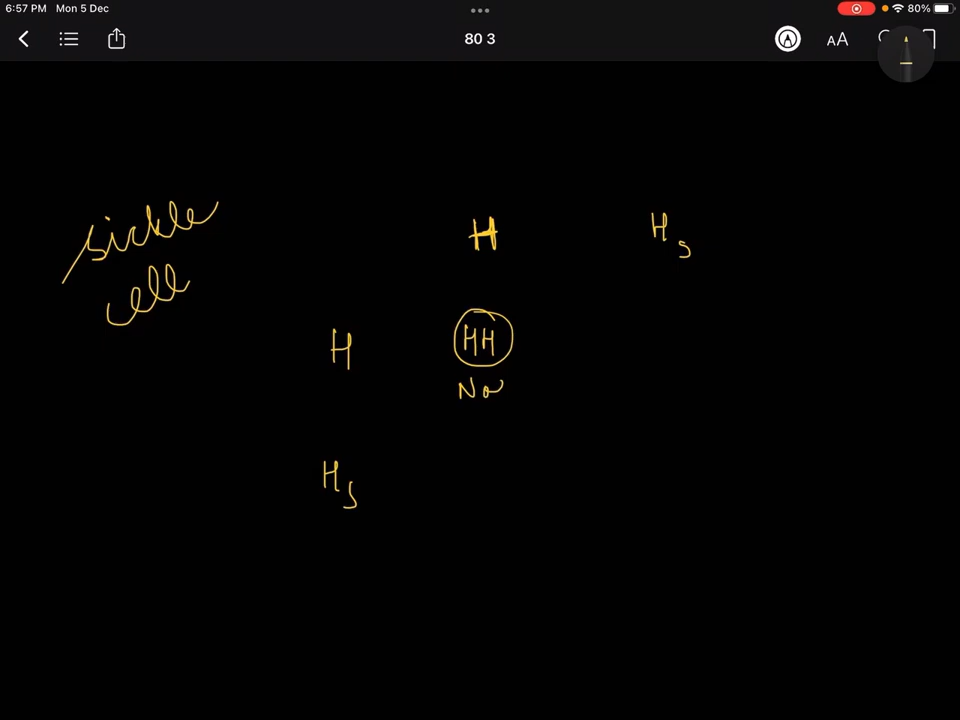 6:57 PM Mon 5 Dec
80%
80 3
AA
sickle
cell
H Hs
H HH
No
Hs